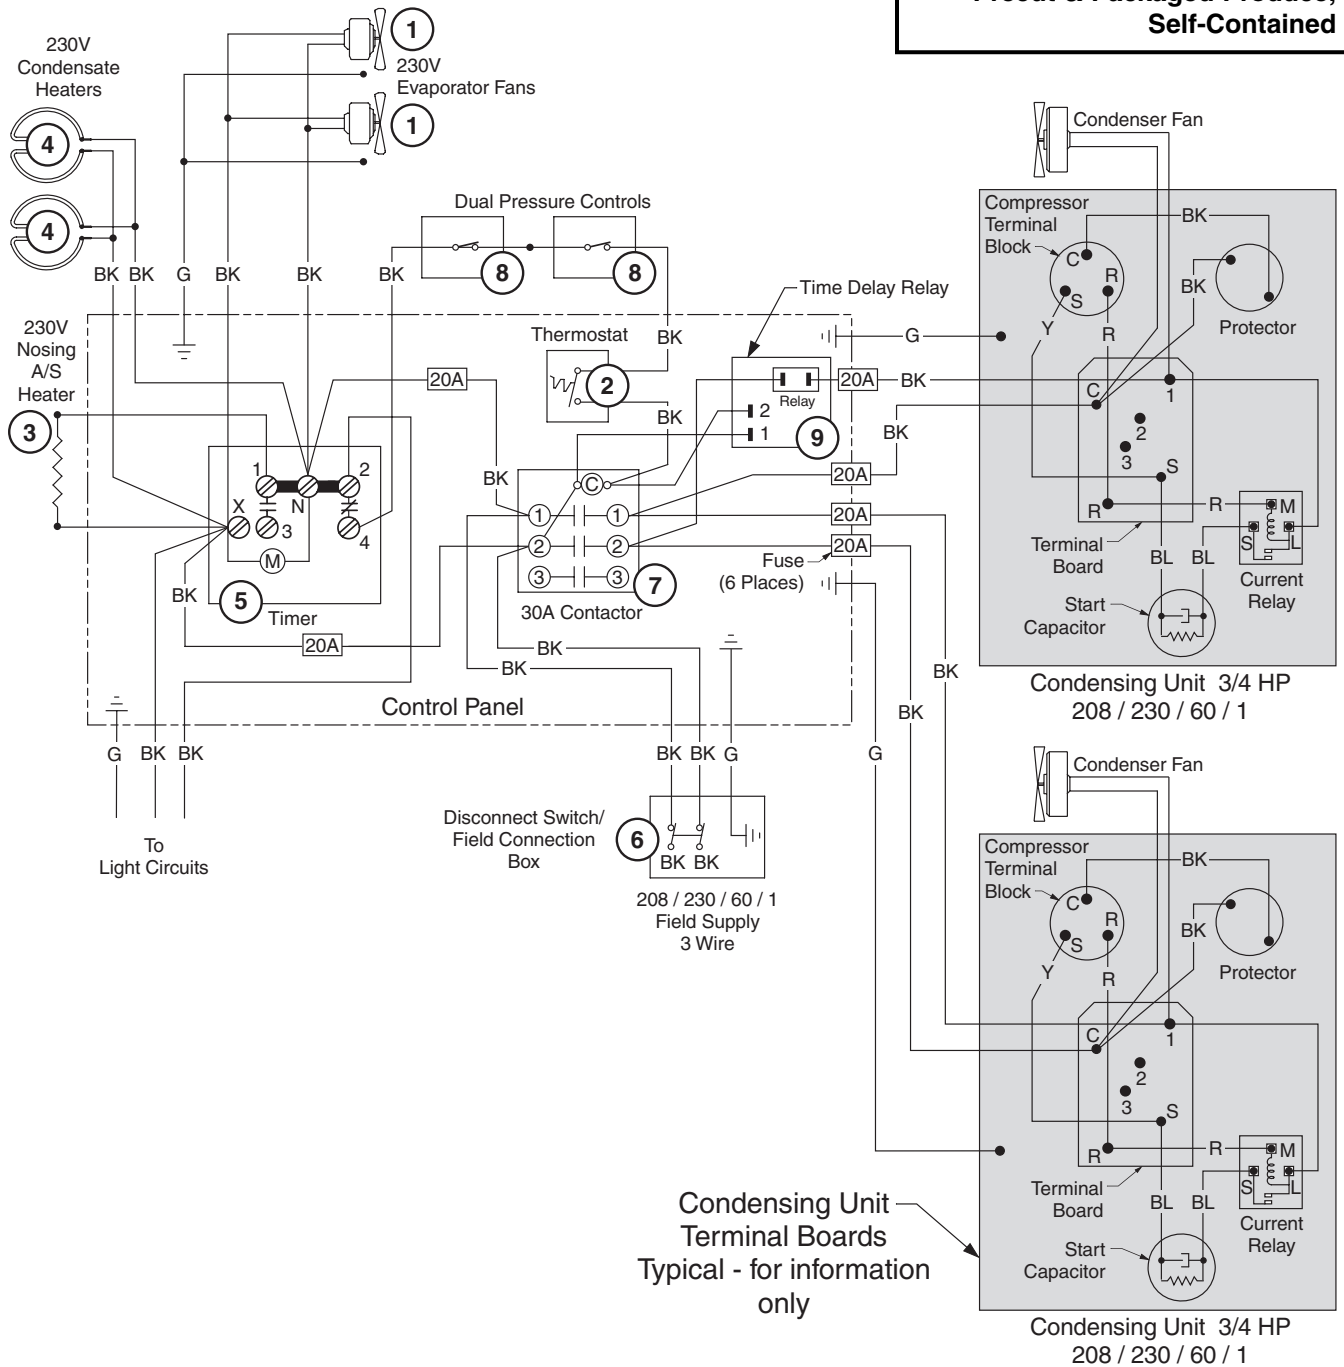 Precut & Packaged Produce,
Self-Contained
1
230V
Evaporator Fans
1
230V
Condensate
Heaters
4
4
BK BK G BK BK BK
Dual Pressure Controls
8 8
Time Delay Relay
230V
Nosing
A/S
Heater
3
Thermostat
2
BK
BK
Relay
2
1
9
G
20A BK
BK
20A
20A
20A
20A
BK
Fuse
(6 Places)
1 N 2
X 3 4
M
5
Timer
BK
20A
C
1 1
2 2
3 3
7
30A Contactor
BK
BK
Control Panel
G BK BK
To
Light Circuits
BK BK G
Disconnect Switch/
Field Connection
Box
6
BK BK
208 / 230 / 60 / 1
Field Supply
3 Wire
BK
BK
G
Condenser Fan
Compressor
Terminal
Block
C
R
S
BK
BK
Protector
Y
R
C
1
2
3
S
R
R
M
S L
Terminal
Board
BL BL
Current
Relay
Start
Capacitor
Condensing Unit 3/4 HP
208 / 230 / 60 / 1
Condenser Fan
Compressor
Terminal
Block
C
R
S
BK
BK
Protector
Y
R
C
1
2
3
S
R
R
M
S L
Terminal
Board
BL BL
Current
Relay
Start
Capacitor
Condensing Unit 3/4 HP
208 / 230 / 60 / 1
Condensing Unit
Terminal Boards
Typical - for information
only